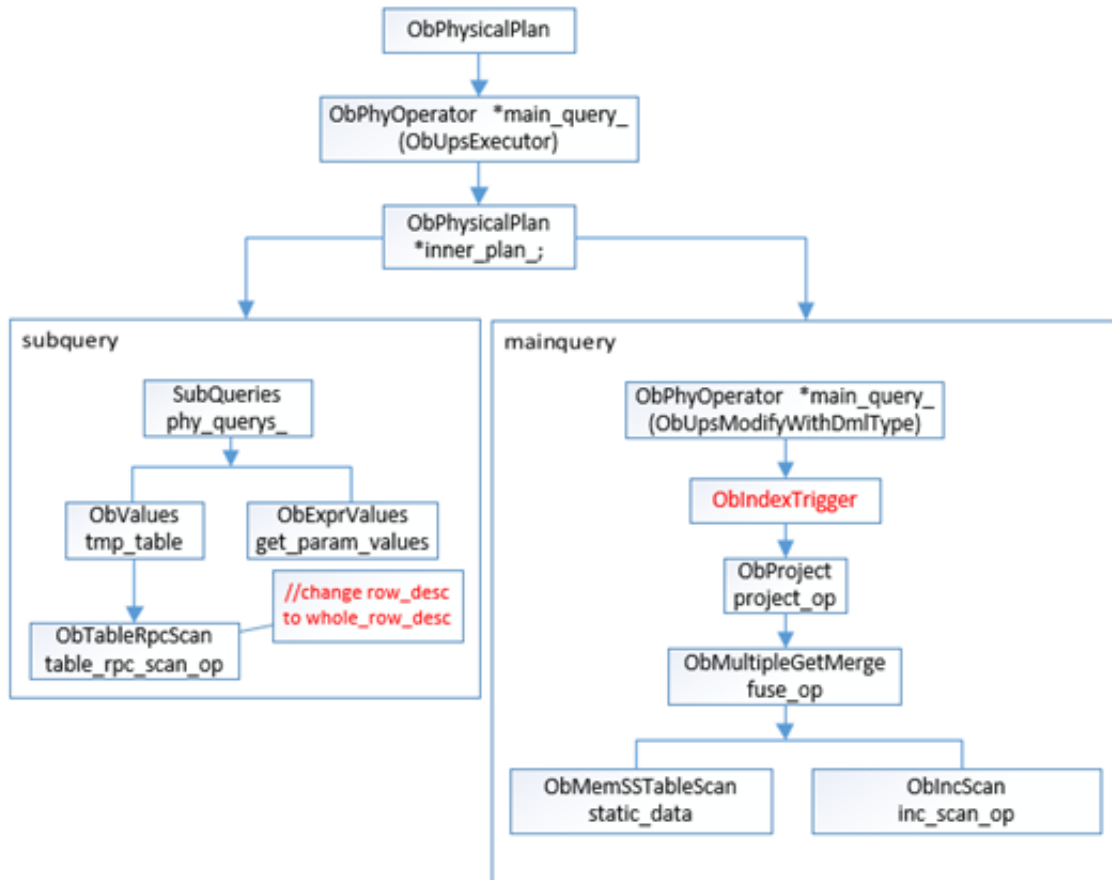 ObPhysicalPlan
ObPhyOperator *main_query_
(ObUpsExecutor)
ObPhysicalPlan
*inner_plan_;
subquery
SubQueries
phy_querys_
ObValues
tmp_table
ObExprValues
get_param_values
//change row_desc
to whole_row_desc
ObTableRpcScan
table_rpc_scan_op
mainquery
ObPhyOperator *main_query_
(ObUpsModifyWithDmlType)
ObIndexTrigger
ObProject
project_op
ObMultipleGetMerge
fuse_op
ObMemSSTableScan
static_data
ObIncScan
inc_scan_op